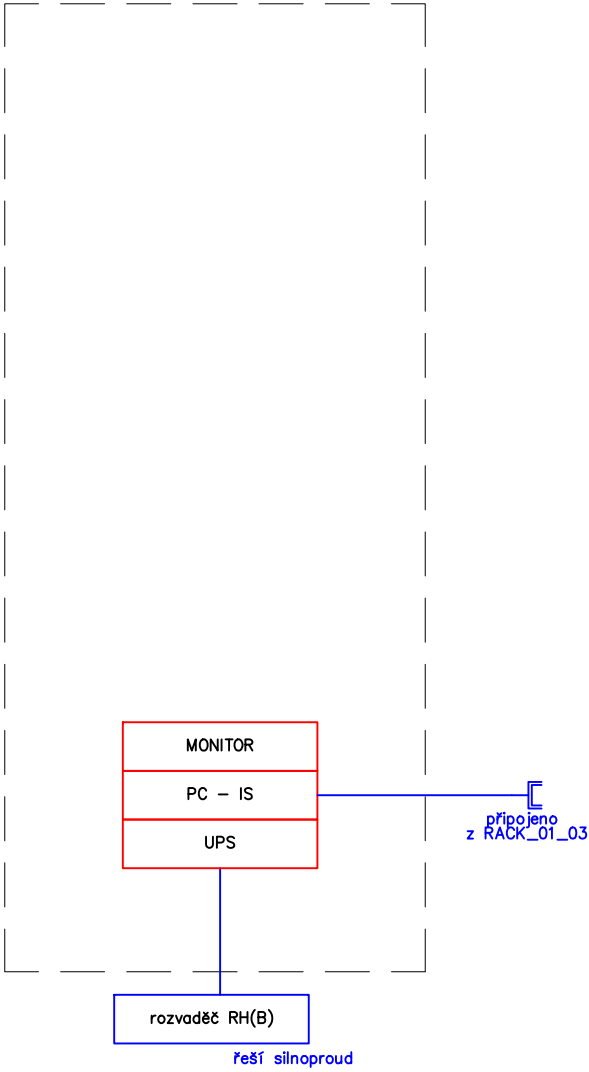 MONITOR
PC – IS
UPS
připojeno
z RACK_01_03
rozvaděč RH(B)
řeší silnoproud